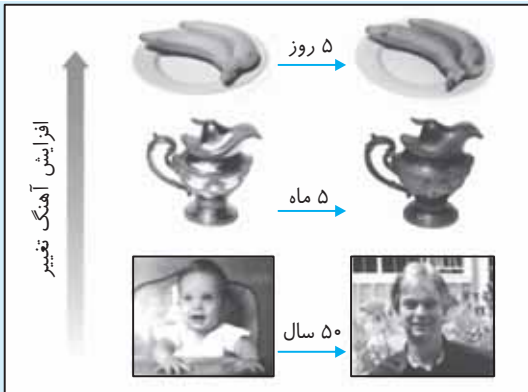 ۵ روز
۵ ماه
۵۰ سال
افزایش آهنگ تغییر